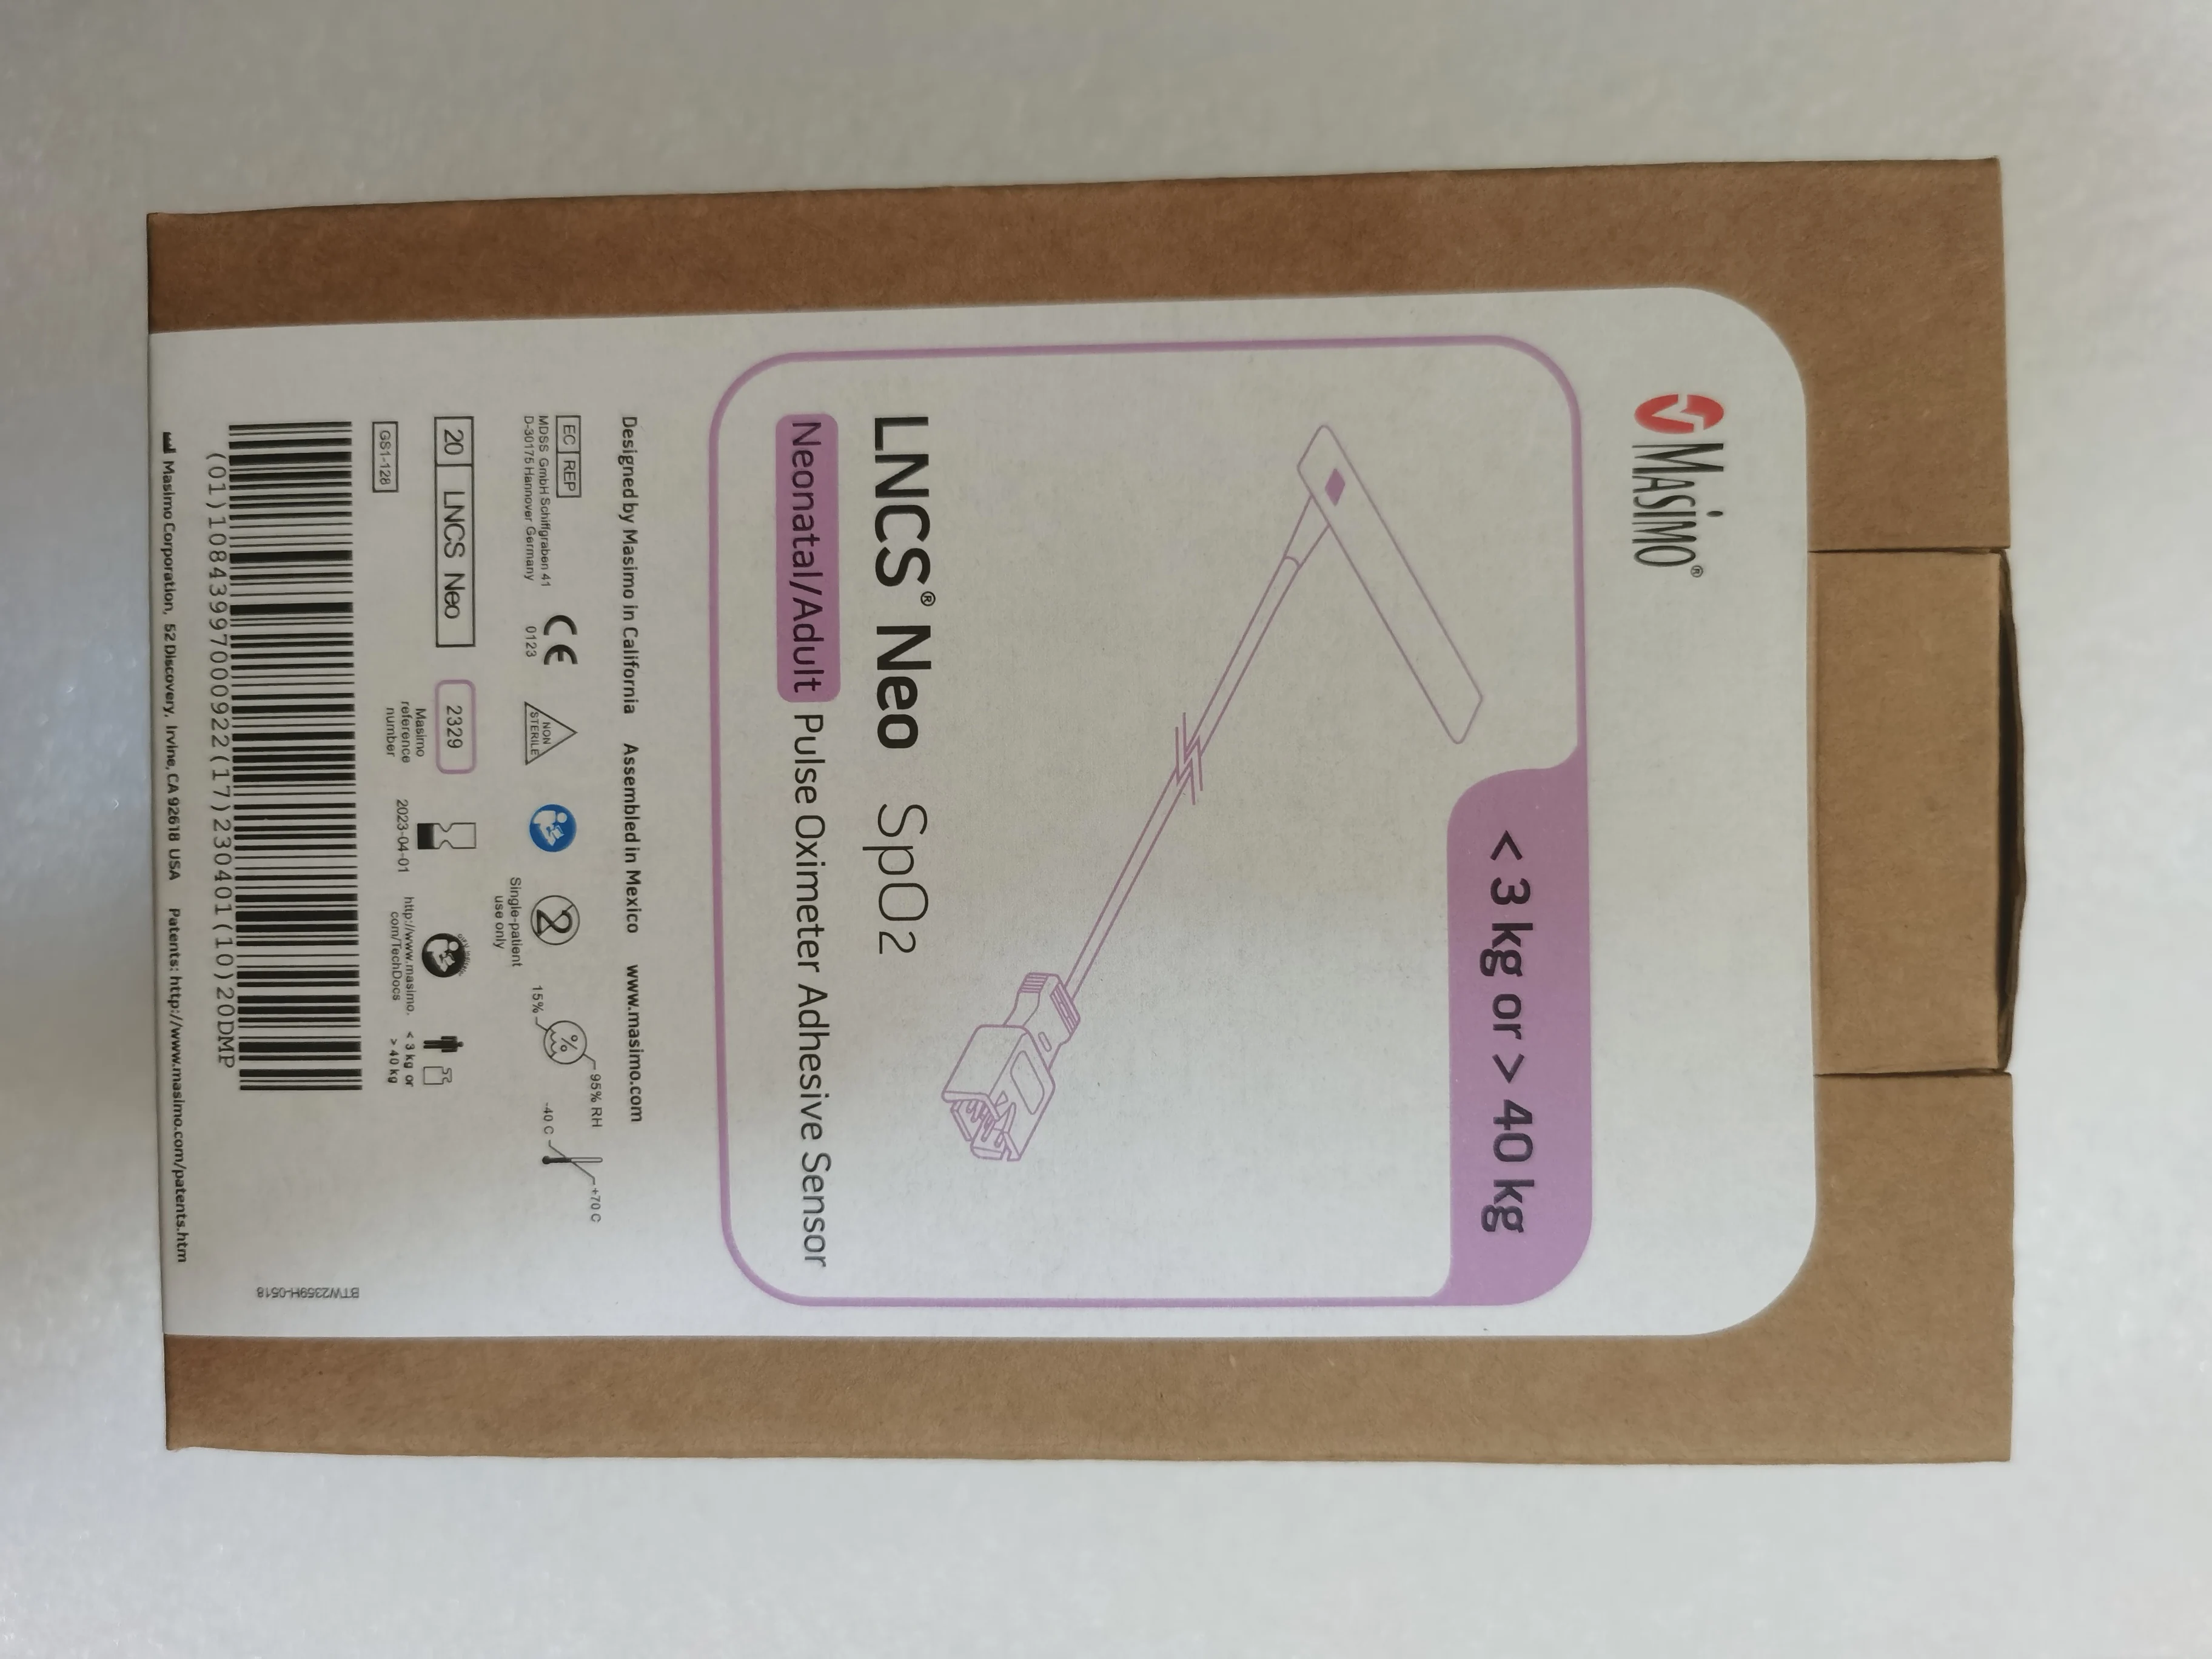 MASIMO®
< 3 kg or > 40 kg
LNCS® Neo SpO2
Neonatal/Adult Pulse Oximeter Adhesive Sensor
Designed by Masimo in California Assembled in Mexico www.masimo.com
EC REP
MDSS GmbH Schiffgraben 41
D-30175 Hannover Germany
CE
0123
NON
STERILE
2
Single-patient
use only
15%
%
95% RH
-40 C
+70 C
20 LNCS Neo
2329
Masimo
reference
number
2023-04-01
http://www.masimo.
com/TechDocs
< 3 kg or
> 40 kg
GS1-128
(01)10843997000922(17)230401(10)20DMP
Masimo Corporation, 52 Discovery, Irvine, CA 92618 USA Patents: http://www.masimo.com/patents.htm
BTW2359H-0518